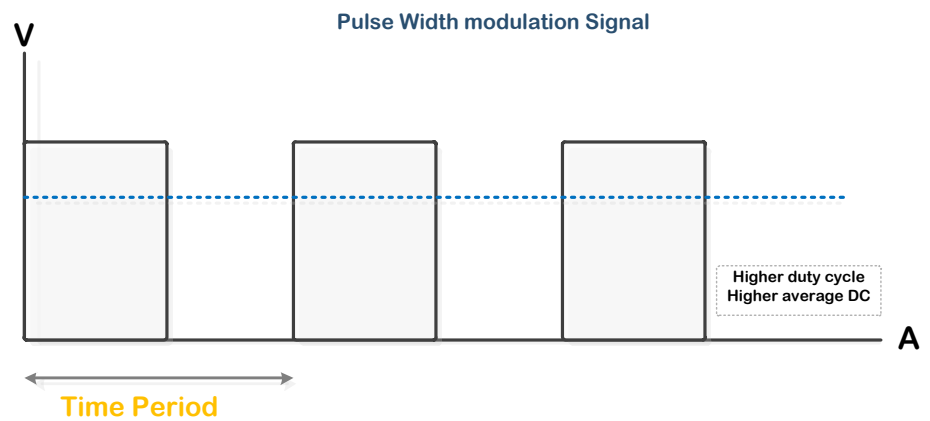 Pulse Width modulation Signal
V
Higher duty cycle
Higher average DC
A
Time Period